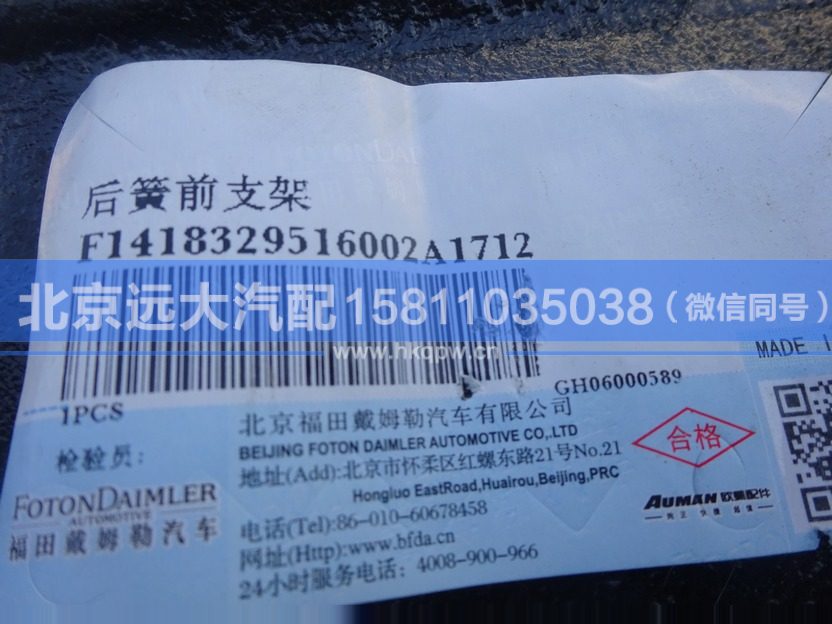 后簧前支架
F1418329516002A1712
北京远大汽配 15811035038（微信同号）
www.hkqpw.cn
MADE I
1PCS
GH06000589
北京福田戴姆勒汽车有限公司
BEIJING FOTON DAIMLER AUTOMOTIVE CO,.LTD
检验员:
合格
地址(Add):北京市怀柔区红螺东路21号No.21
Hongluo EastRoad,Huairou,Beijing,PRC
FOTONDAIMLER
AUTOMOTIVE
福田戴姆勒汽车
AUMAN 欧曼配件
电话(Tel):86-010-60678458
网址(Http):www.bfda.cn
24小时服务电话: 4008-900-966